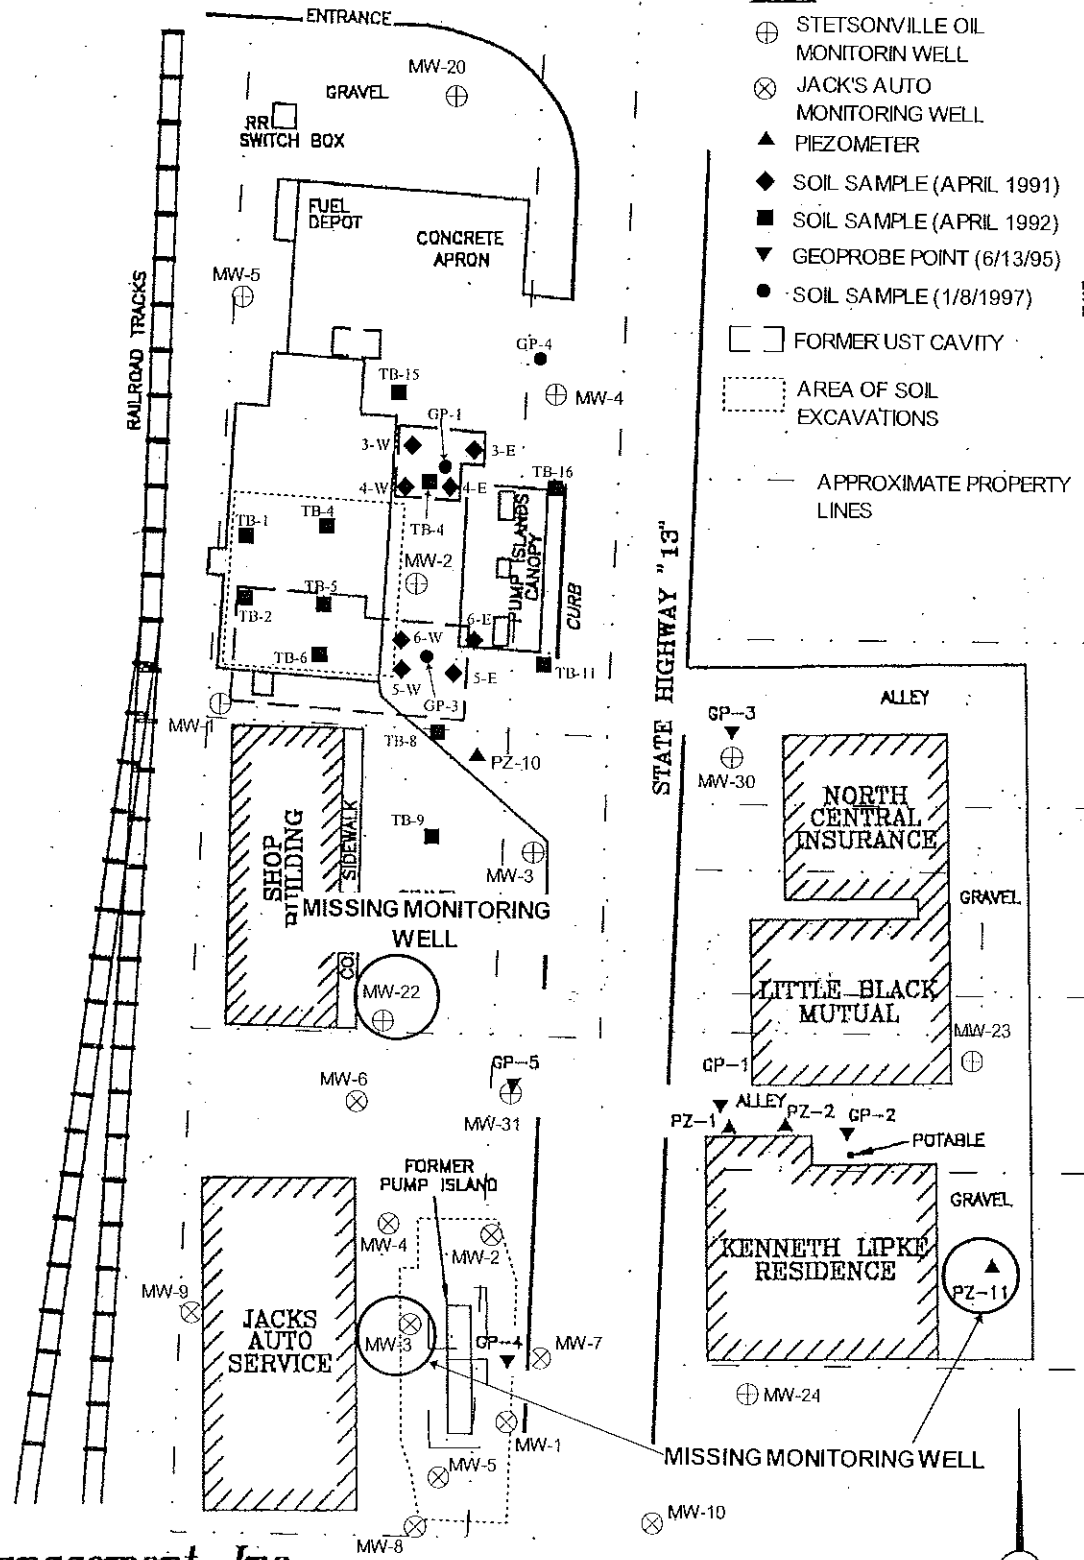 ENTRANCE
MW-20
GRAVEL
RR
SWITCH BOX
FUEL
DEPOT
CONCRETE
APRON
MW-5
RAILROAD TRACKS
GP-4
TB-15
MW-4
GP-1
3-W
3-E
4-W
4-E
TB-16
TB-1
TB-4
TB-4
MW-2
PUMP ISLANDS
CANOPY
CURB
TB-2
TB-5
6-E
6-W
TB-6
5-W
5-E
TB-11
GP-3
MW-1
TB-8
PZ-10
STATE HIGHWAY "13"
STETSONVILLE OIL
MONITORIN WELL
JACK'S AUTO
MONITORING WELL
PIEZOMETER
SOIL SAMPLE (APRIL 1991)
SOIL SAMPLE (APRIL 1992)
GEOPROBE POINT (6/13/95)
SOIL SAMPLE (1/8/1997)
FORMER UST CAVITY
AREA OF SOIL
EXCAVATIONS
APPROXIMATE PROPERTY
LINES
ALLEY
GP-3
MW-30
NORTH
CENTRAL
INSURANCE
GRAVEL
SHOP
BUILDING
SIDEWALK
CO
TB-9
MW-3
MISSING MONITORING
WELL
MW-22
LITTLE BLACK
MUTUAL
MW-23
GP-1
MW-6
GP-5
MW-31
ALLEY
PZ-1
PZ-2
GP-2
POTABLE
FORMER
PUMP ISLAND
GRAVEL
MW-4
MW-2
KENNETH LIPKE
RESIDENCE
PZ-11
MW-9
JACKS
AUTO
SERVICE
MW-3
GP-4
MW-7
MW-24
MW-1
MISSING MONITORING WELL
MW-5
MW-10
MW-8